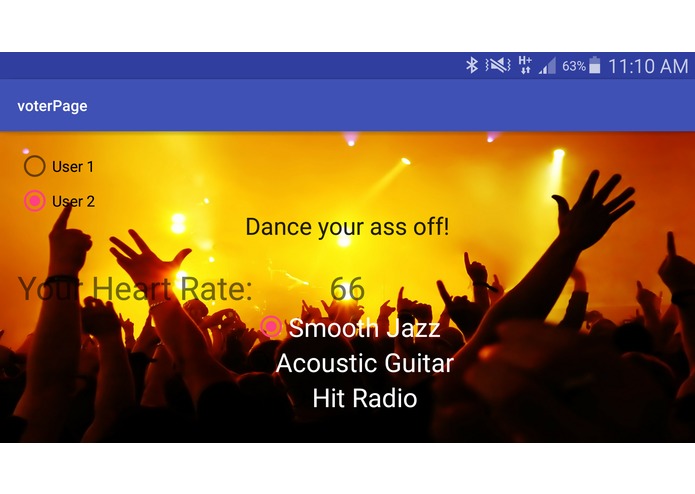 H+ 63% 11:10 AM
voterPage
User 1
User 2
Dance your ass off!
Your Heart Rate: 66
Smooth Jazz
Acoustic Guitar
Hit Radio